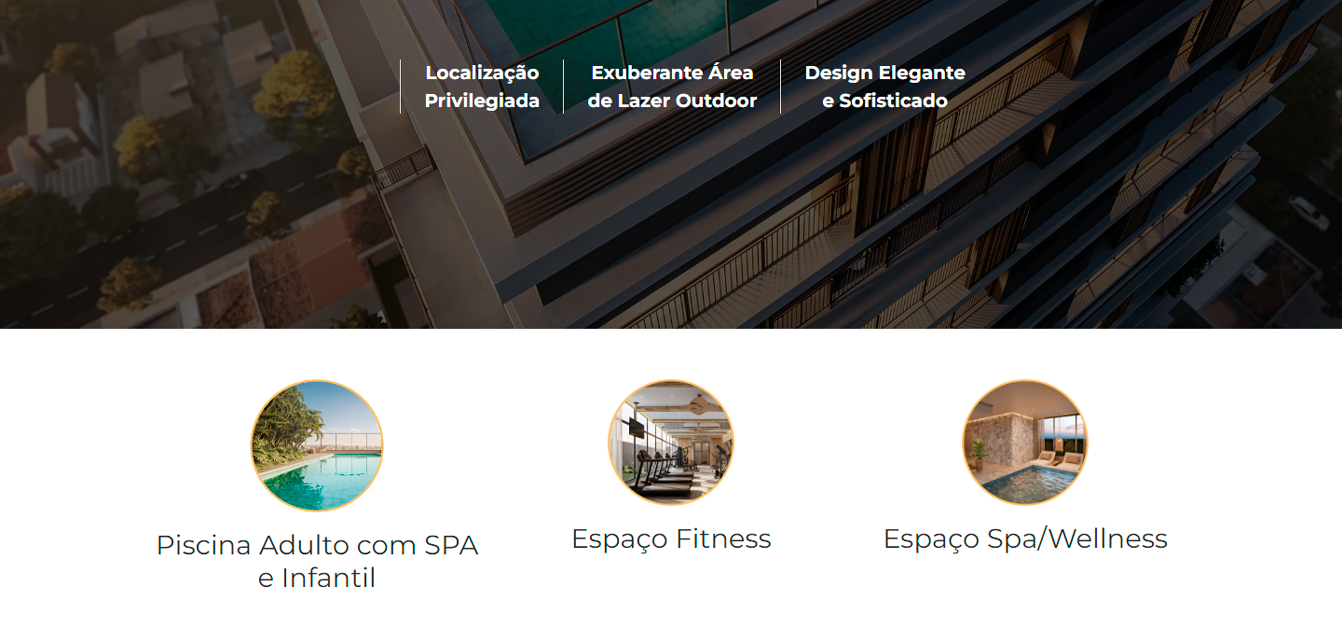 Localização
Privilegiada
Exuberante Área
de Lazer Outdoor
Design Elegante
e Sofisticado
Piscina Adulto com SPA
e Infantil
Espaço Fitness
Espaço Spa/Wellness